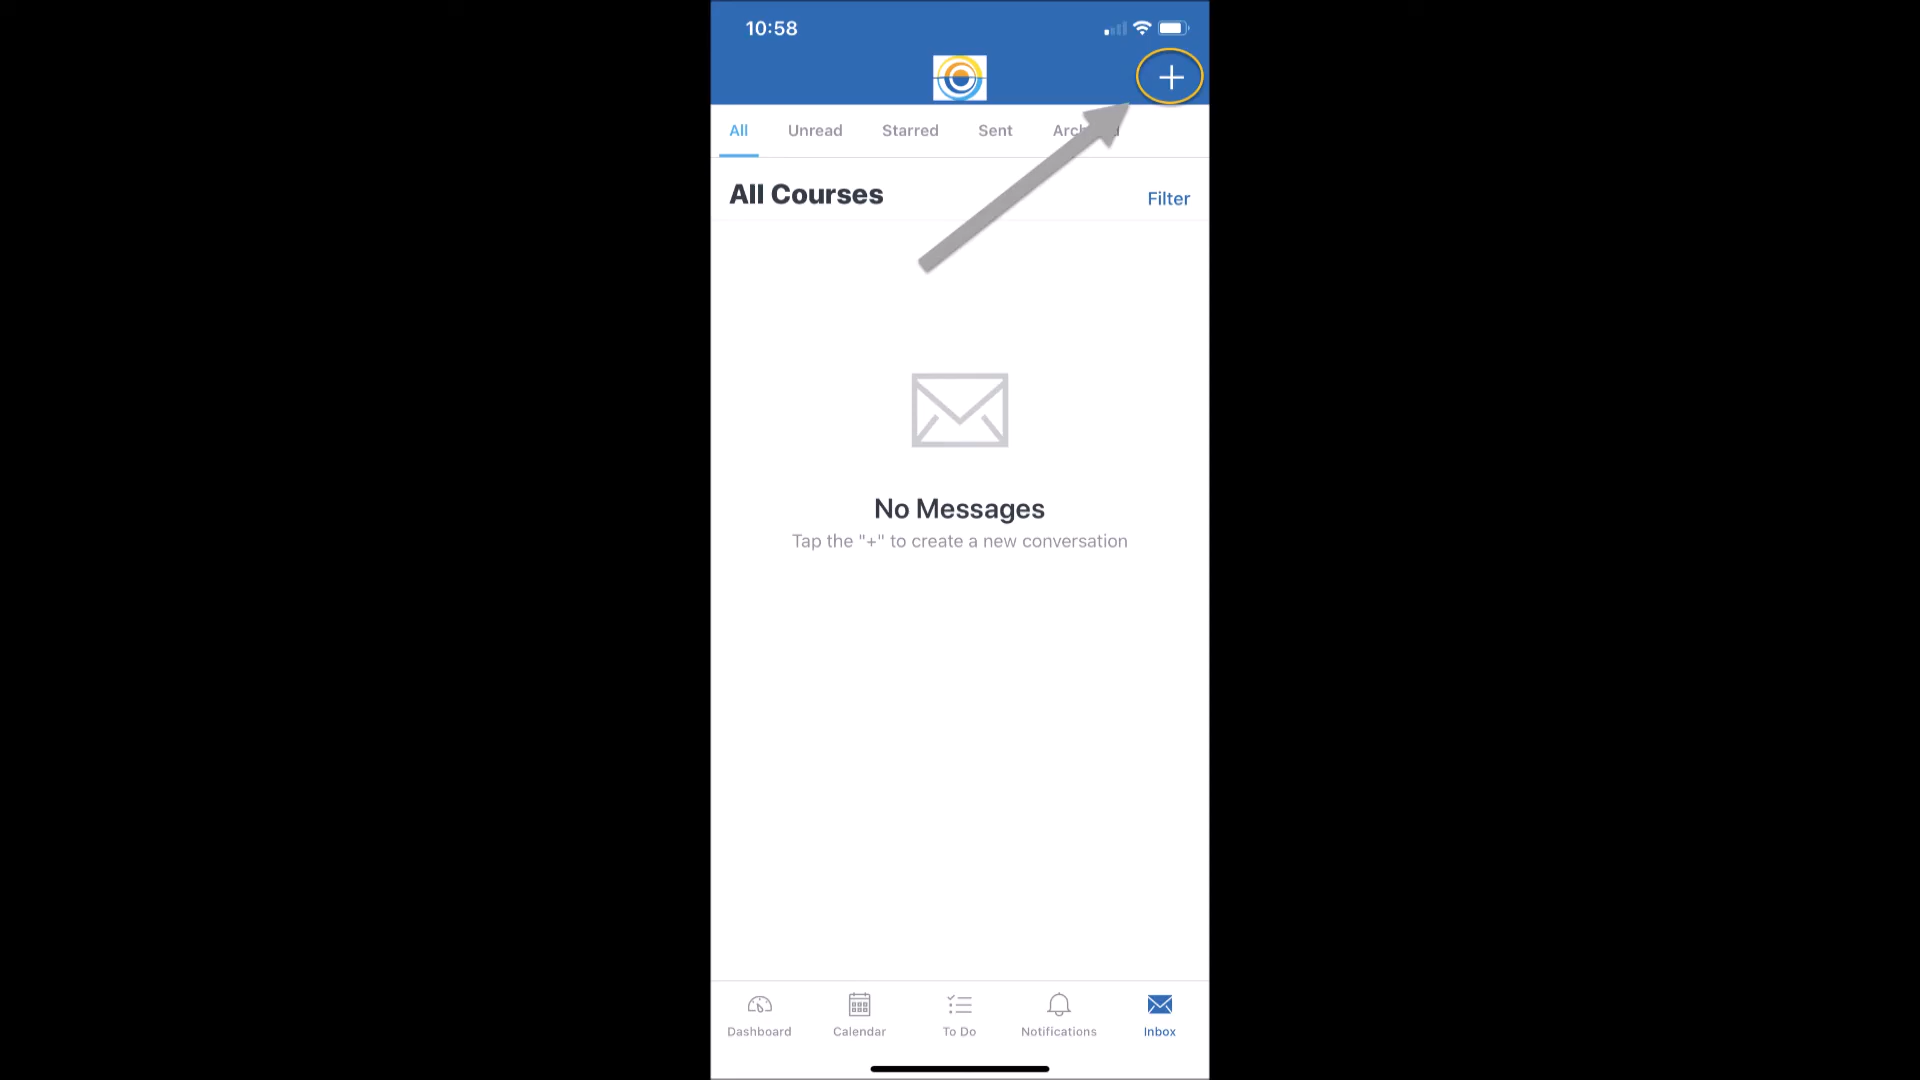 10:58
All Unread Starred Sent
All Courses Filter
No Messages
Tap the "+" to create a new conversation
Dashboard Calendar To Do Notifications Inbox